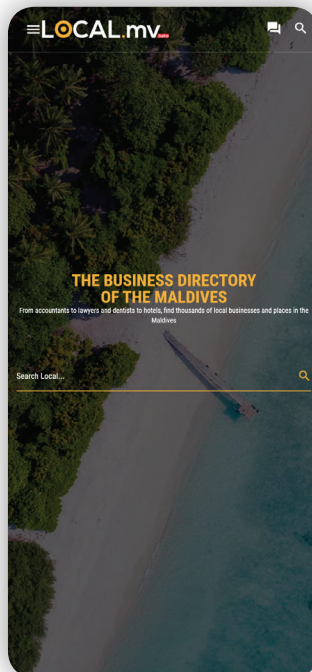 LOCAL.mv
THE BUSINESS DIRECTORY
OF THE MALDIVES
From accountants to lawyers and dentists to hotels, find thousands of local businesses and places in the
Maldives
Search Local...